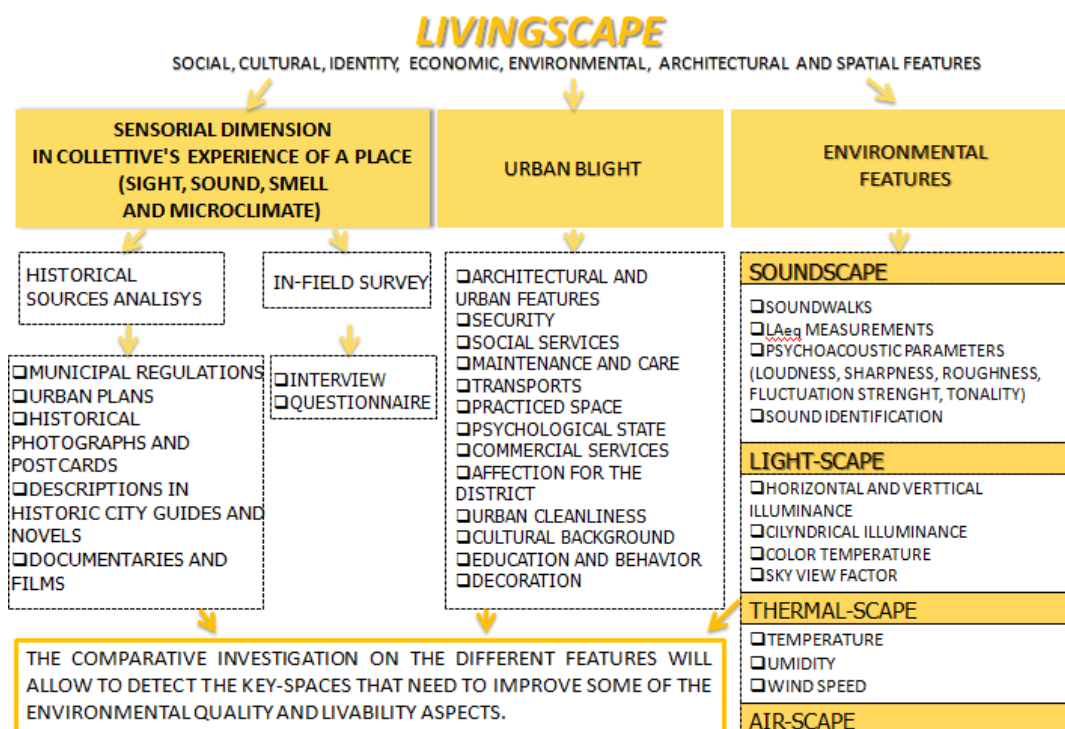 LIVINGSCAPE
SOCIAL, CULTURAL, IDENTITY, ECONOMIC, ENVIRONMENTAL, ARCHITECTURAL AND SPATIAL FEATURES
SENSORIAL DIMENSION
IN COLLETTIVE'S EXPERIENCE OF A PLACE
(SIGHT, SOUND, SMELL
AND MICROCLIMATE)
URBAN BLIGHT
ENVIRONMENTAL
FEATURES
HISTORICAL
SOURCES ANALISYS
❑MUNICIPAL REGULATIONS
❑URBAN PLANS
❑HISTORICAL
PHOTOGRAPHS AND
POSTCARDS
❑DESCRIPTIONS IN
HISTORIC CITY GUIDES AND
NOVELS
❑DOCUMENTARIES AND
FILMS
IN-FIELD SURVEY
❑INTERVIEW
❑QUESTIONNAIRE
❑ARCHITECTURAL AND
URBAN FEATURES
❑SECURITY
❑SOCIAL SERVICES
❑MAINTENANCE AND CARE
❑TRANSPORTS
❑PRACTICED SPACE
❑PSYCHOLOGICAL STATE
❑COMMERCIAL SERVICES
❑AFFECTION FOR THE
DISTRICT
❑URBAN CLEANLINESS
❑CULTURAL BACKGROUND
❑EDUCATION AND BEHAVIOR
❑DECORATION
SOUNDSCAPE
❑SOUNDWALKS
❑LAeq MEASUREMENTS
❑PSYCHOACOUSTIC PARAMETERS
(LOUDNESS, SHARPNESS, ROUGHNESS,
FLUCTUATION STRENGHT, TONALITY)
❑SOUND IDENTIFICATION
LIGHT-SCAPE
❑HORIZONTAL AND VERTTICAL
ILLUMINANCE
❑CILYNDRICAL ILLUMINANCE
❑COLOR TEMPERATURE
❑SKY VIEW FACTOR
THERMAL-SCAPE
❑TEMPERATURE
❑UMIDITY
❑WIND SPEED
AIR-SCAPE
THE COMPARATIVE INVESTIGATION ON THE DIFFERENT FEATURES WILL
ALLOW TO DETECT THE KEY-SPACES THAT NEED TO IMPROVE SOME OF THE
ENVIRONMENTAL QUALITY AND LIVABILITY ASPECTS.